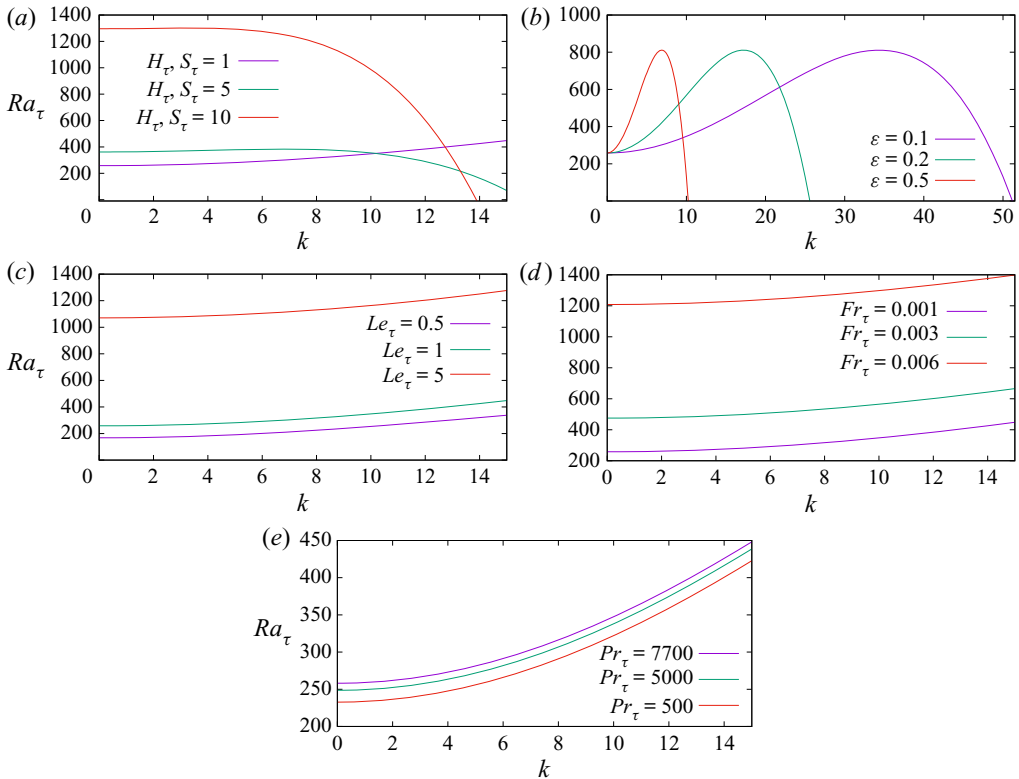 (a)
1400
1200
1000
800
600
400
200
0 2 4 6 8 10 12 14
Ra_τ
k
H_τ, S_τ = 1
H_τ, S_τ = 5
H_τ, S_τ = 10
(b)
1000
800
600
400
200
0 10 20 30 40 50
k
ε = 0.1
ε = 0.2
ε = 0.5
(c)
1400
1200
1000
800
600
400
200
0 2 4 6 8 10 12 14
Ra_τ
k
Le_τ = 0.5
Le_τ = 1
Le_τ = 5
(d)
1400
1200
1000
800
600
400
200
0 2 4 6 8 10 12 14
k
Fr_τ = 0.001
Fr_τ = 0.003
Fr_τ = 0.006
(e)
450
400
350
300
250
200
0 2 4 6 8 10 12 14
Ra_τ
k
Pr_τ = 7700
Pr_τ = 5000
Pr_τ = 500